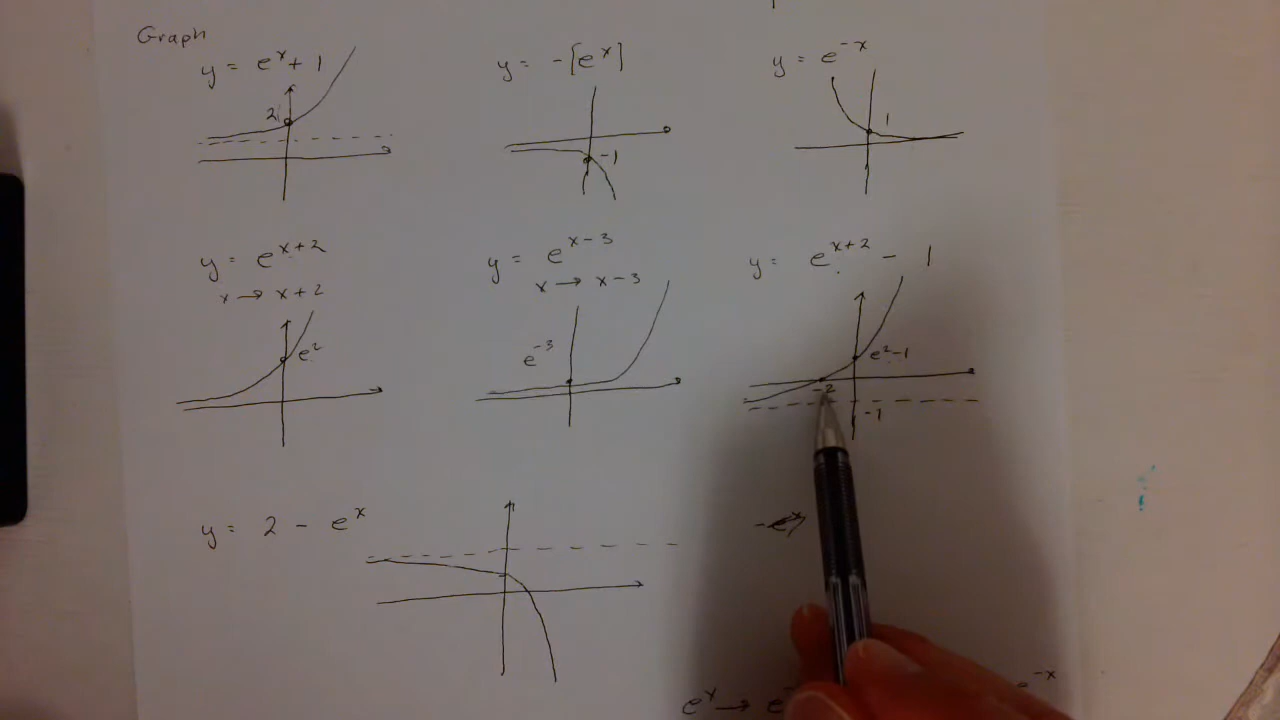 Graph
y = e^x + 1
2
y = -[e^x]
-1
y = e^{-x}
1
y = e^{x+2}
x → x+2
e^2
y = e^{x-3}
x → x-3
e^{-3}
y = e^{x+2} - 1
e^2-1
-2
-1
y = 2 - e^x
e^x → e